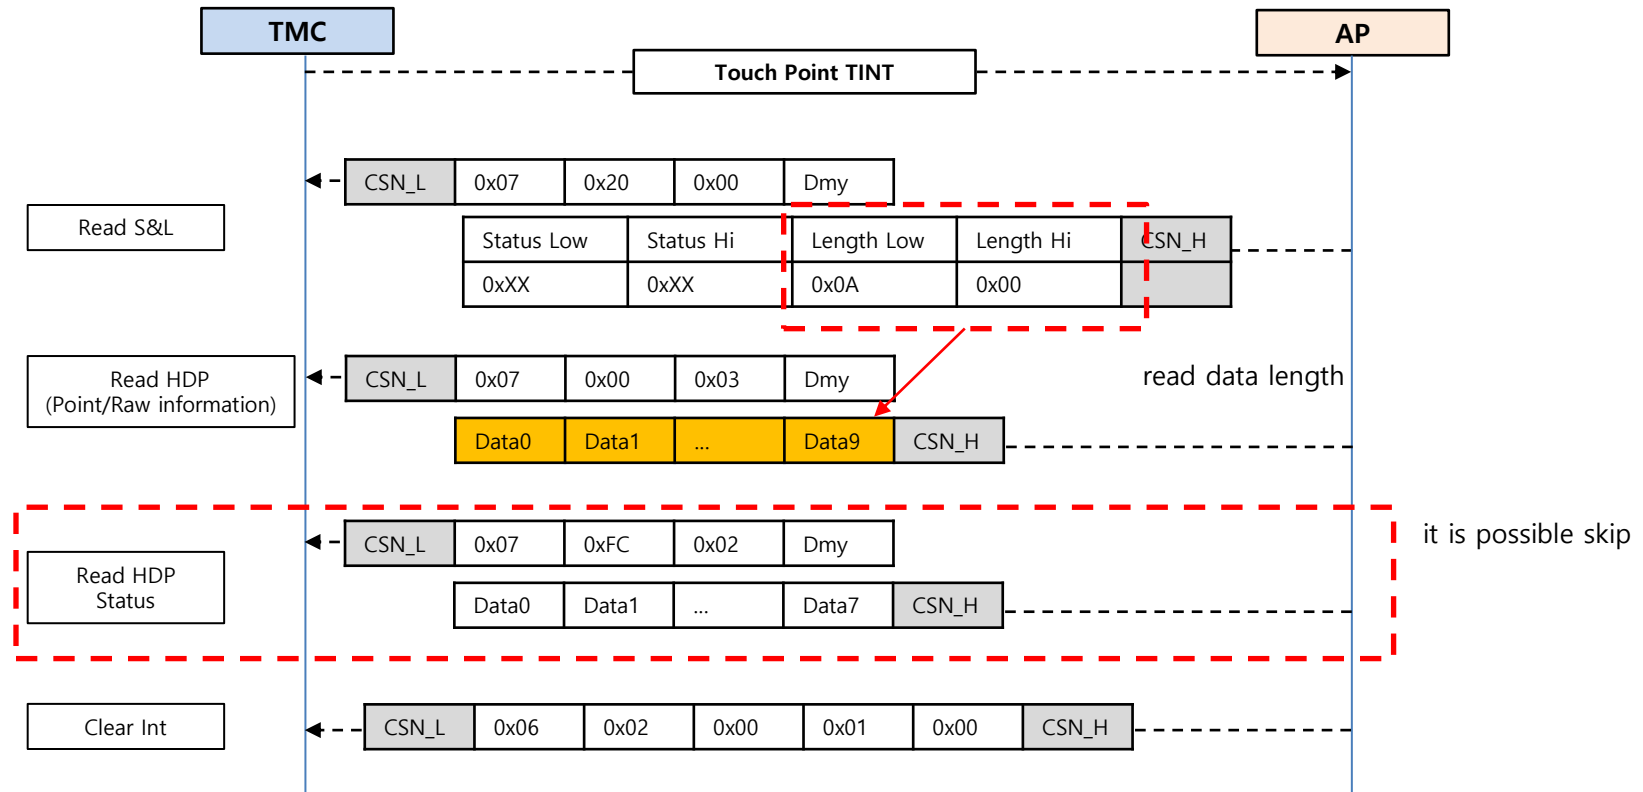 TMC
AP
Touch Point TINT
CSN_L 0x07 0x20 0x00 Dmy
Read S&L
Status Low Status Hi Length Low Length Hi CSN_H
0xXX 0xXX 0x0A 0x00
Read HDP
(Point/Raw information)
CSN_L 0x07 0x00 0x03 Dmy
read data length
Data0 Data1 ... Data9 CSN_H
CSN_L 0x07 0xFC 0x02 Dmy
it is possible skip
Read HDP
Status
Data0 Data1 ... Data7 CSN_H
Clear Int
CSN_L 0x06 0x02 0x00 0x01 0x00 CSN_H